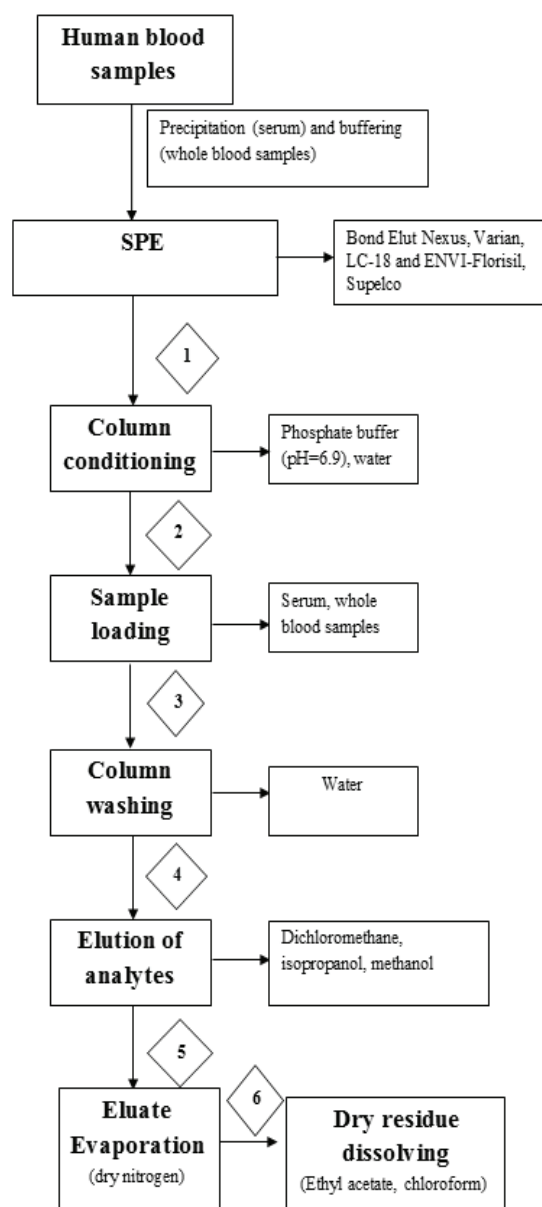 Human blood
samples
Precipitation (serum) and buffering
(whole blood samples)
SPE
Bond Elut Nexus, Varian,
LC-18 and ENVI-Florisil,
Supelco
1
Column
conditioning
Phosphate buffer
(pH=6.9), water
2
Sample
loading
Serum, whole
blood samples
3
Column
washing
Water
4
Elution of
analytes
Dichloromethane,
isopropanol, methanol
5
6
Eluate
Evaporation
(dry nitrogen)
Dry residue
dissolving
(Ethyl acetate, chloroform)